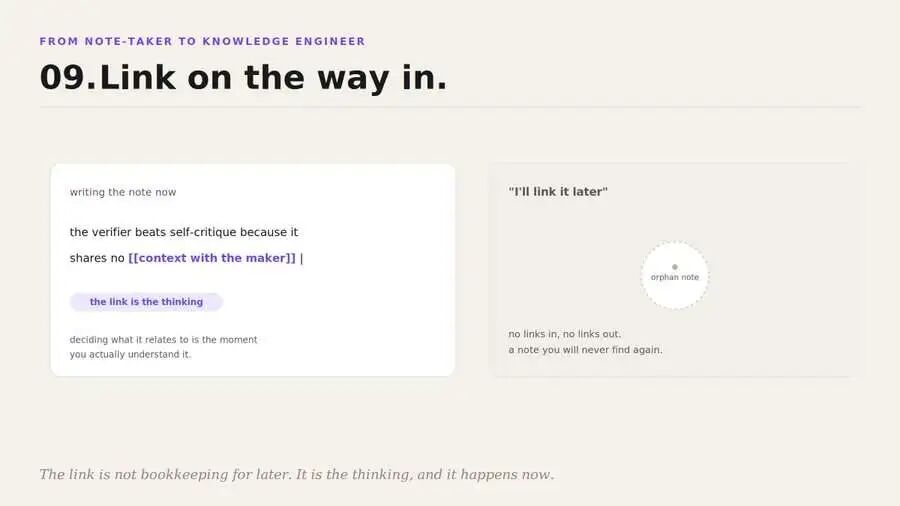 FROM NOTE-TAKER TO KNOWLEDGE ENGINEER
09.Link on the way in.
writing the note now
the verifier beats self-critique because it
shares no [[context with the maker]] |
the link is the thinking
deciding what it relates to is the moment
you actually understand it.
"I'll link it later"
orphan note
no links in, no links out.
a note you will never find again.
The link is not bookkeeping for later. It is the thinking, and it happens now.